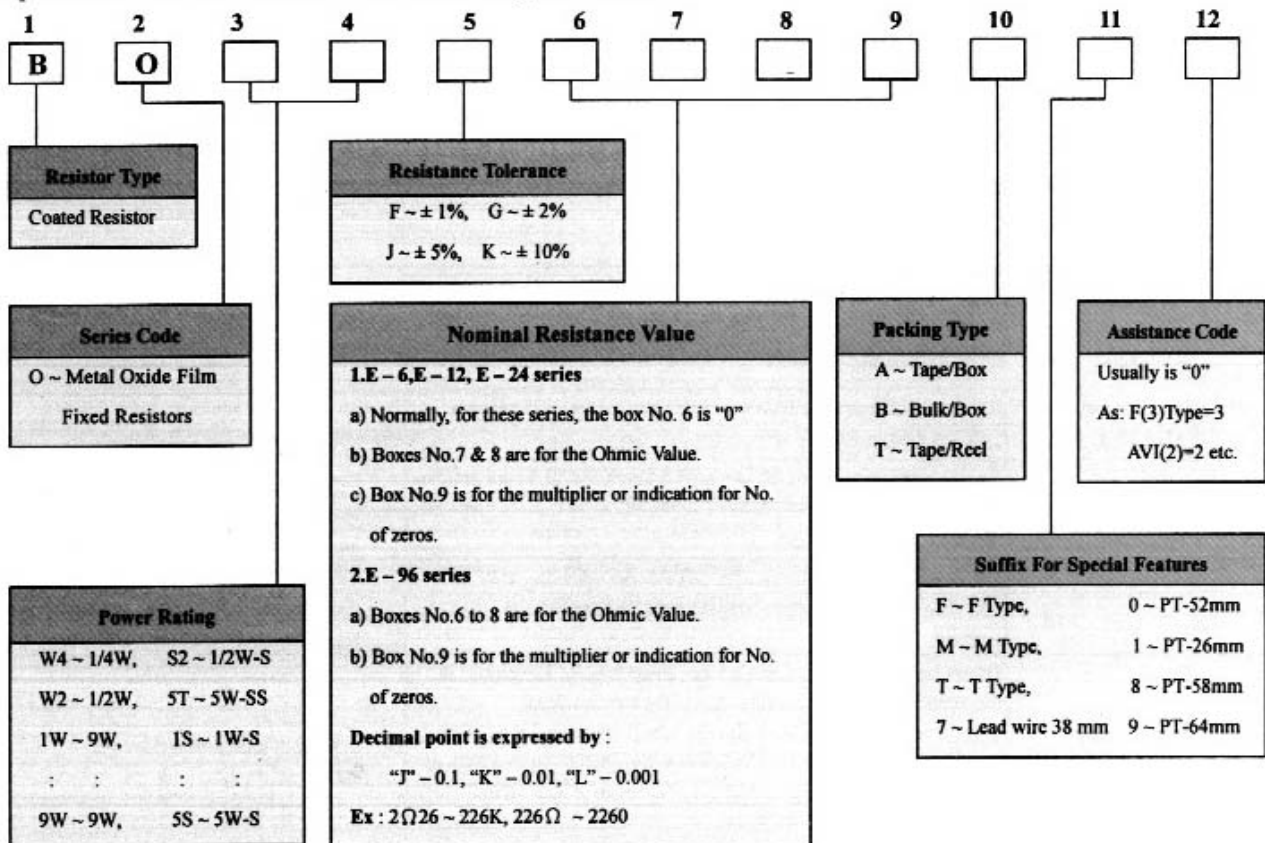 1 2 3 4 5 6 7 8 9 10 11 12
B O
Resistor Type
Coated Resistor
Resistance Tolerance
F ~ ± 1%, G ~ ± 2%
J ~ ± 5%, K ~ ± 10%
Series Code
O ~ Metal Oxide Film
Fixed Resistors
Nominal Resistance Value
1.E – 6,E – 12, E – 24 series
a) Normally, for these series, the box No. 6 is “0”
b) Boxes No.7 & 8 are for the Ohmic Value.
c) Box No.9 is for the multiplier or indication for No.
of zeros.
2.E – 96 series
a) Boxes No.6 to 8 are for the Ohmic Value.
b) Box No.9 is for the multiplier or indication for No.
of zeros.
Decimal point is expressed by :
“J” – 0.1, “K” – 0.01, “L” – 0.001
Ex : 2Ω26 ~ 226K, 226Ω ~ 2260
Packing Type
A ~ Tape/Box
B ~ Bulk/Box
T ~ Tape/Reel
Assistance Code
Usually is “0”
As: F(3)Type=3
AVI(2)=2 etc.
Power Rating
W4 ~ 1/4W, S2 ~ 1/2W-S
W2 ~ 1/2W, 5T ~ 5W-SS
1W ~ 9W, 1S ~ 1W-S
: : : :
9W ~ 9W, 5S ~ 5W-S
Suffix For Special Features
F ~ F Type, 0 ~ PT-52mm
M ~ M Type, 1 ~ PT-26mm
T ~ T Type, 8 ~ PT-58mm
7 ~ Lead wire 38 mm 9 ~ PT-64mm